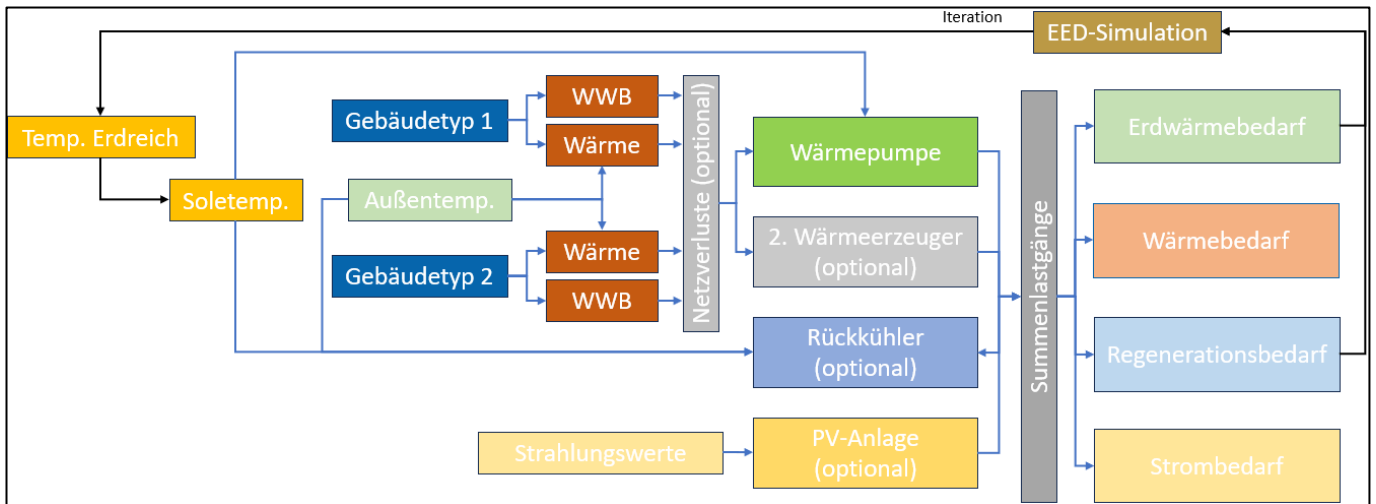 Iteration
EED-Simulation
Temp. Erdreich
Soletemp.
Gebäudetyp 1
WWB
Wärme
Außentemp.
Gebäudetyp 2
Wärme
WWB
Netzverluste (optional)
Wärmepumpe
2. Wärmeerzeuger
(optional)
Rückkühler
(optional)
Strahlungswerte
PV-Anlage
(optional)
Summenlastgänge
Erdwärmebedarf
Wärmebedarf
Regenerationsbedarf
Strombedarf